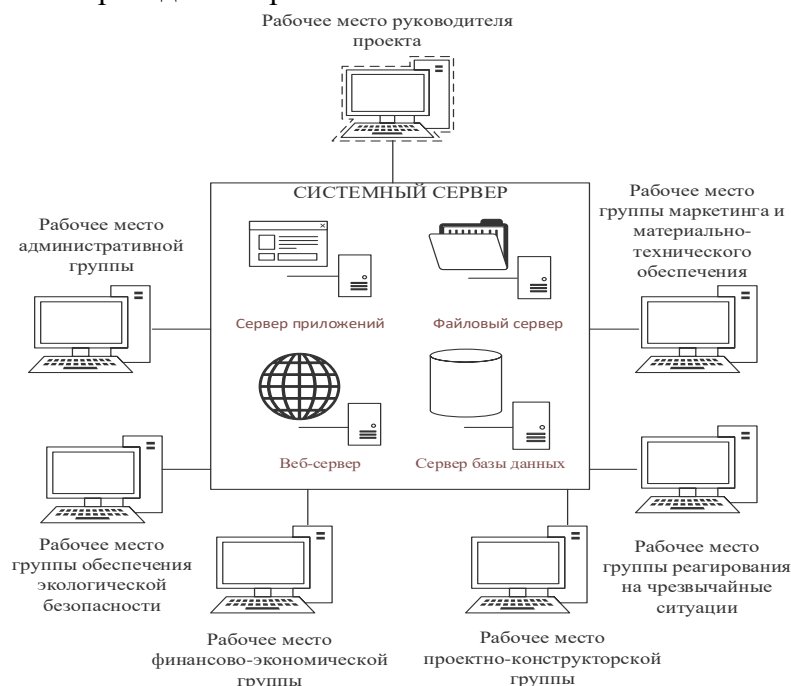 Рабочее место руководителя
проекта
СИСТЕМНЫЙ СЕРВЕР
Рабочее место
административной
группы
Рабочее место
группы маркетинга и
материально-
технического
обеспечения
Сервер приложений
Файловый сервер
Веб-сервер
Сервер базы данных
Рабочее место
группы обеспечения
экологической
безопасности
Рабочее место
группы реагирования
на чрезвычайные
ситуации
Рабочее место
финансово-экономической
группы
Рабочее место
проектно-конструкторской
группы